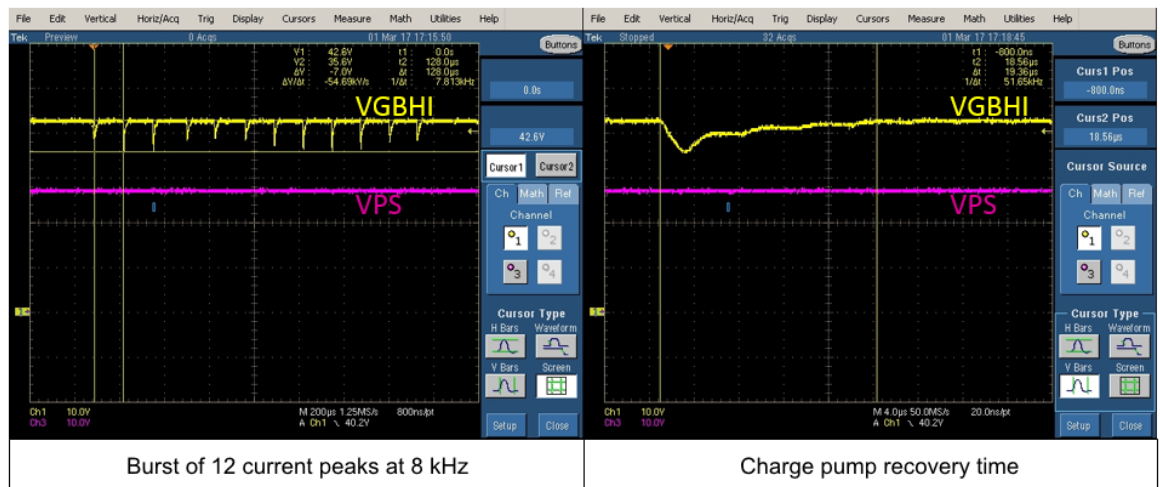 File Edit Vertical Horiz/Acq Trig Display Cursors Measure Math Utilities Help
Tek Preview 0 Acqs 01 Mar 17 17:15:50
Buttons
V1 : 42.6V t1 : 0.0s
V2 : 35.6V t2 : 128.0µs
ΔV : -7.0V Δt : 128.0µs
ΔV/Δt : -54.69kV/s 1/Δt : 7.813kHz
0.0s
VGBHI
42.6V
Cursor1 Cursor2
VPS
Ch Math Ref
Channel
1 2
3 4
1
Cursor Type
H Bars Waveform
V Bars Screen
Ch1 10.0V M 200µs 1.25MS/s 800ns/pt
Ch3 10.0V A Ch1 \ 40.2V
Setup Close
Burst of 12 current peaks at 8 kHz
File Edit Vertical Horiz/Acq Trig Display Cursors Measure Math Utilities Help
Tek Stopped 32 Acqs 01 Mar 17 17:18:45
Buttons
t1 : -800.0ns
t2 : 18.56µs
Δt : 19.36µs
1/Δt : 51.65kHz
Curs1 Pos
-800.0ns
VGBHI
Curs2 Pos
18.56µs
Cursor Source
VPS
Ch Math Ref
Channel
1 2
3 4
1
Cursor Type
H Bars Waveform
V Bars Screen
Ch1 10.0V M 4.0µs 50.0MS/s 20.0ns/pt
Ch3 10.0V A Ch1 \ 40.2V
Setup Close
Charge pump recovery time